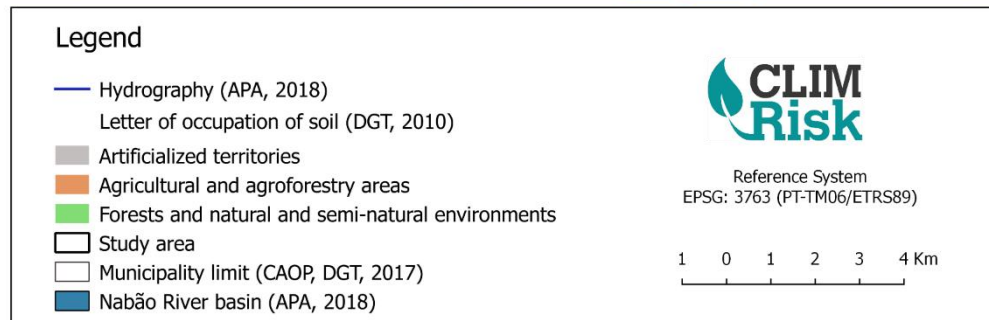 Legend
Hydrography (APA, 2018)
Letter of occupation of soil (DGT, 2010)
Artificialized territories
Agricultural and agroforestry areas
Forests and natural and semi-natural environments
Study area
Municipality limit (CAOP, DGT, 2017)
Nabão River basin (APA, 2018)
CLIM
Risk
Reference System
EPSG: 3763 (PT-TM06/ETRS89)
1 0 1 2 3 4 Km